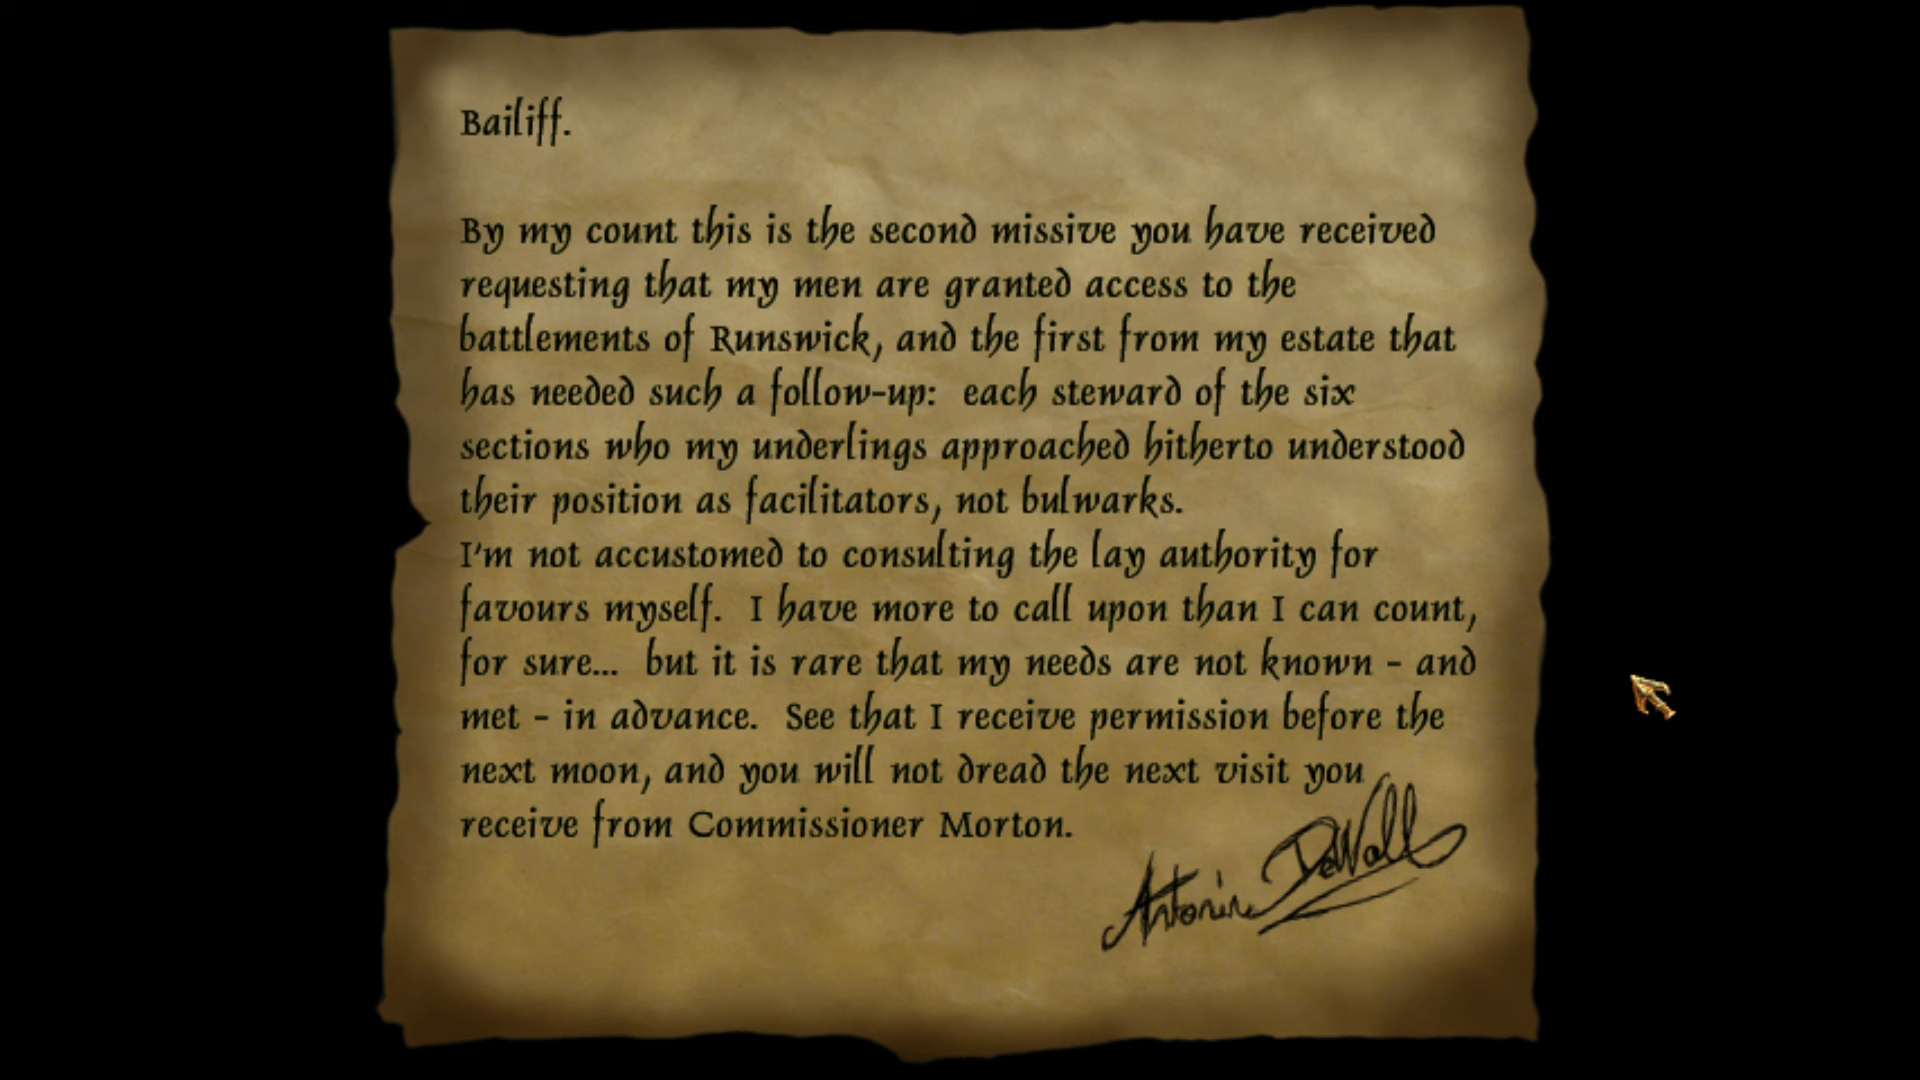 Bailiff.
By my count this is the second missive you have received
requesting that my men are granted access to the
battlements of Runswick, and the first from my estate that
has needed such a follow-up:  each steward of the six
sections who my underlings approached hitherto understood
their position as facilitators, not bulwarks.
I'm not accustomed to consulting the lay authority for
favours myself.  I have more to call upon than I can count,
for sure...  but it is rare that my needs are not known - and
met - in advance.  See that I receive permission before the
next moon, and you will not dread the next visit you
receive from Commissioner Morton.
Antonin DeWall